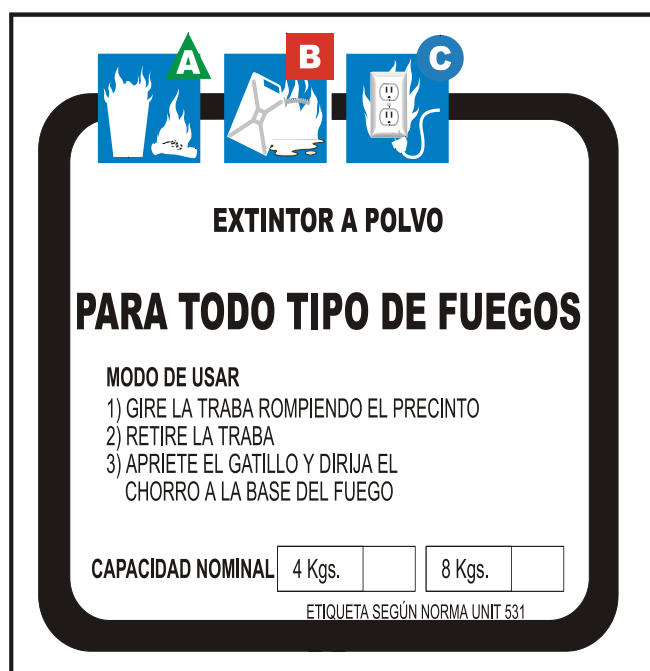 A B C
EXTINTOR A POLVO
PARA TODO TIPO DE FUEGOS
MODO DE USAR
1) GIRE LA TRABA ROMPIENDO EL PRECINTO
2) RETIRE LA TRABA
3) APRIETE EL GATILLO Y DIRIJA EL
CHORRO A LA BASE DEL FUEGO
CAPACIDAD NOMINAL 4 Kgs. 8 Kgs.
ETIQUETA SEGÚN NORMA UNIT 531